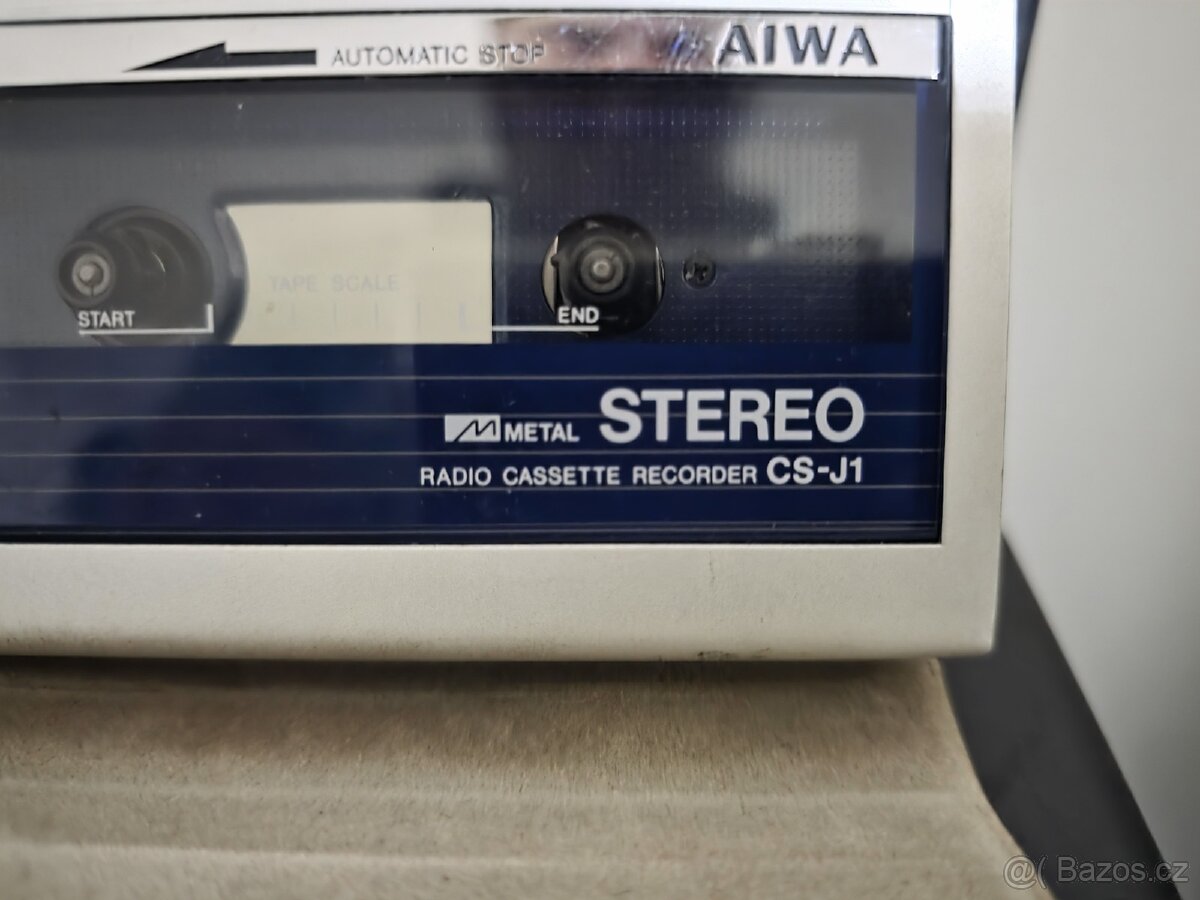 AUTOMATIC STOP
AIWA
TAPE SCALE
START
END
METAL STEREO
RADIO CASSETTE RECORDER CS-J1
@( Bazos.cz